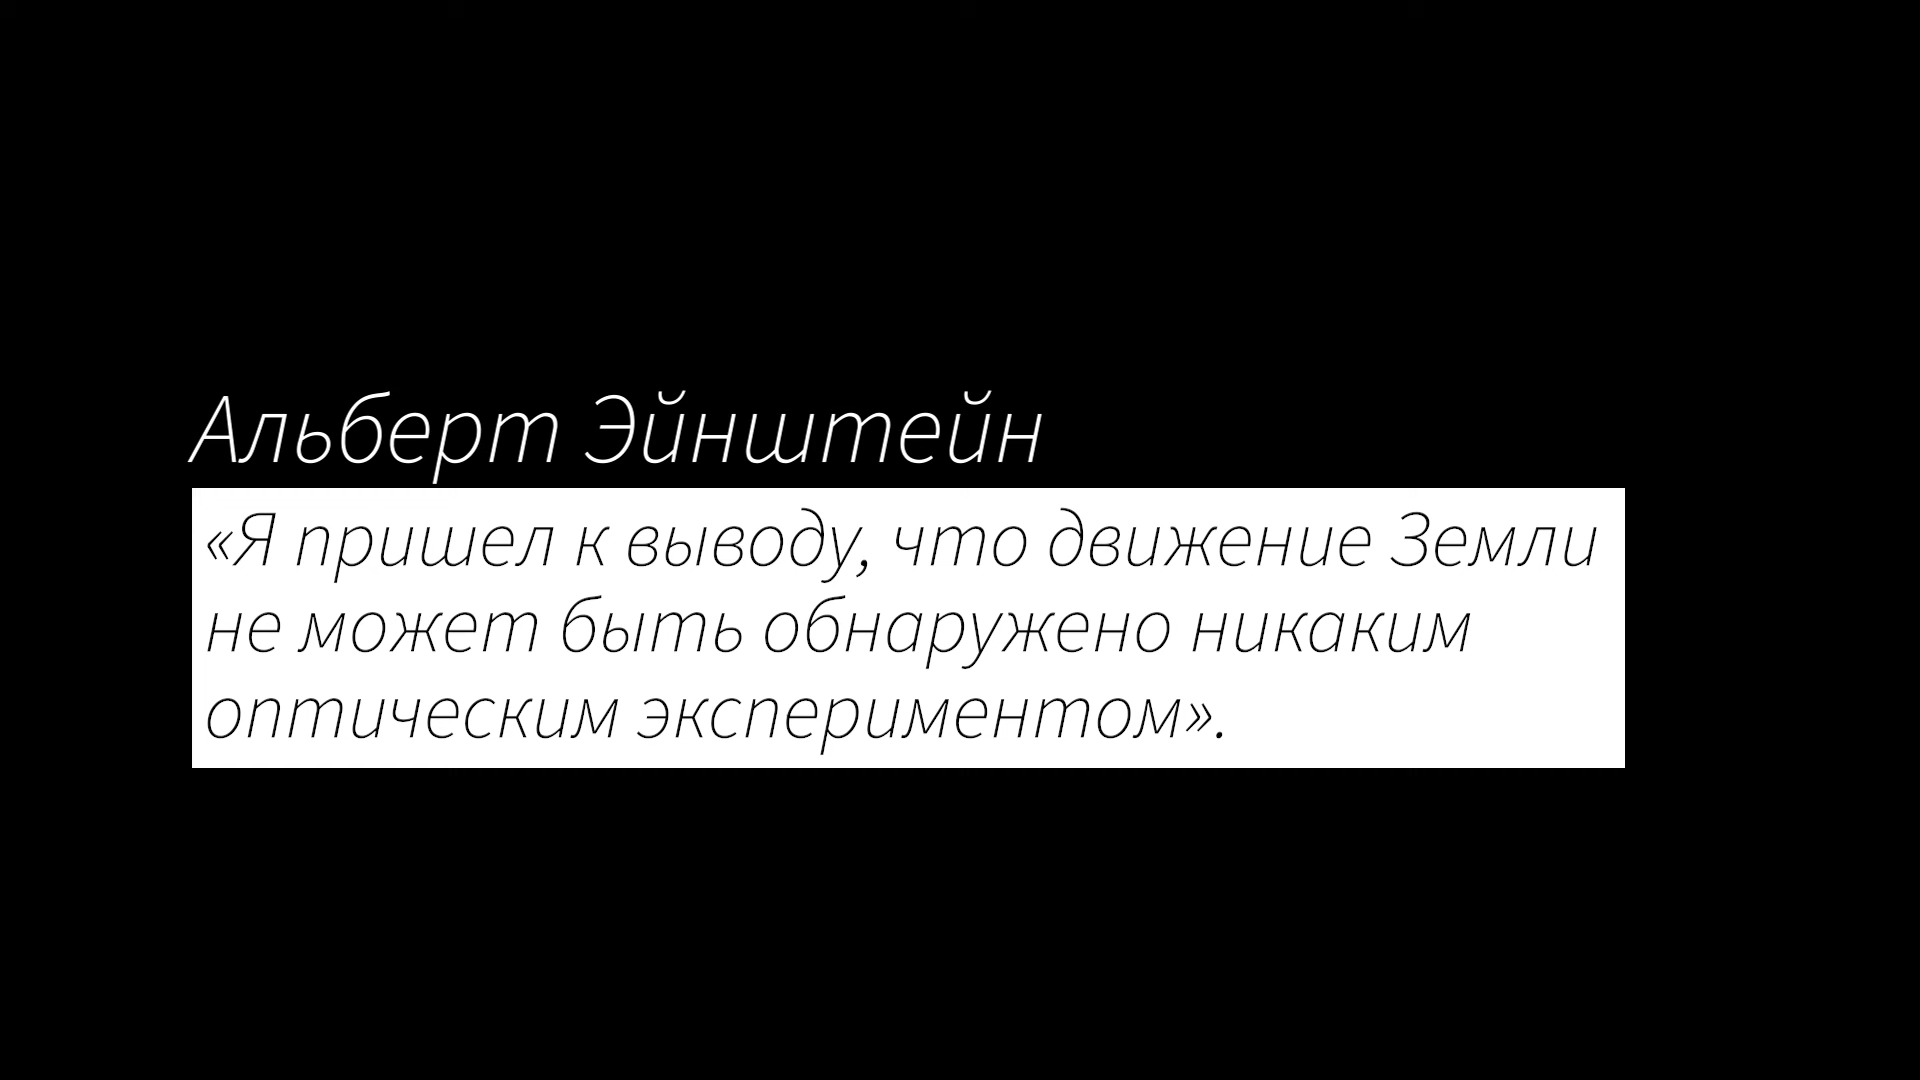 Альберт Эйнштейн
«Я пришел к выводу, что движение Земли
не может быть обнаружено никаким
оптическим экспериментом».